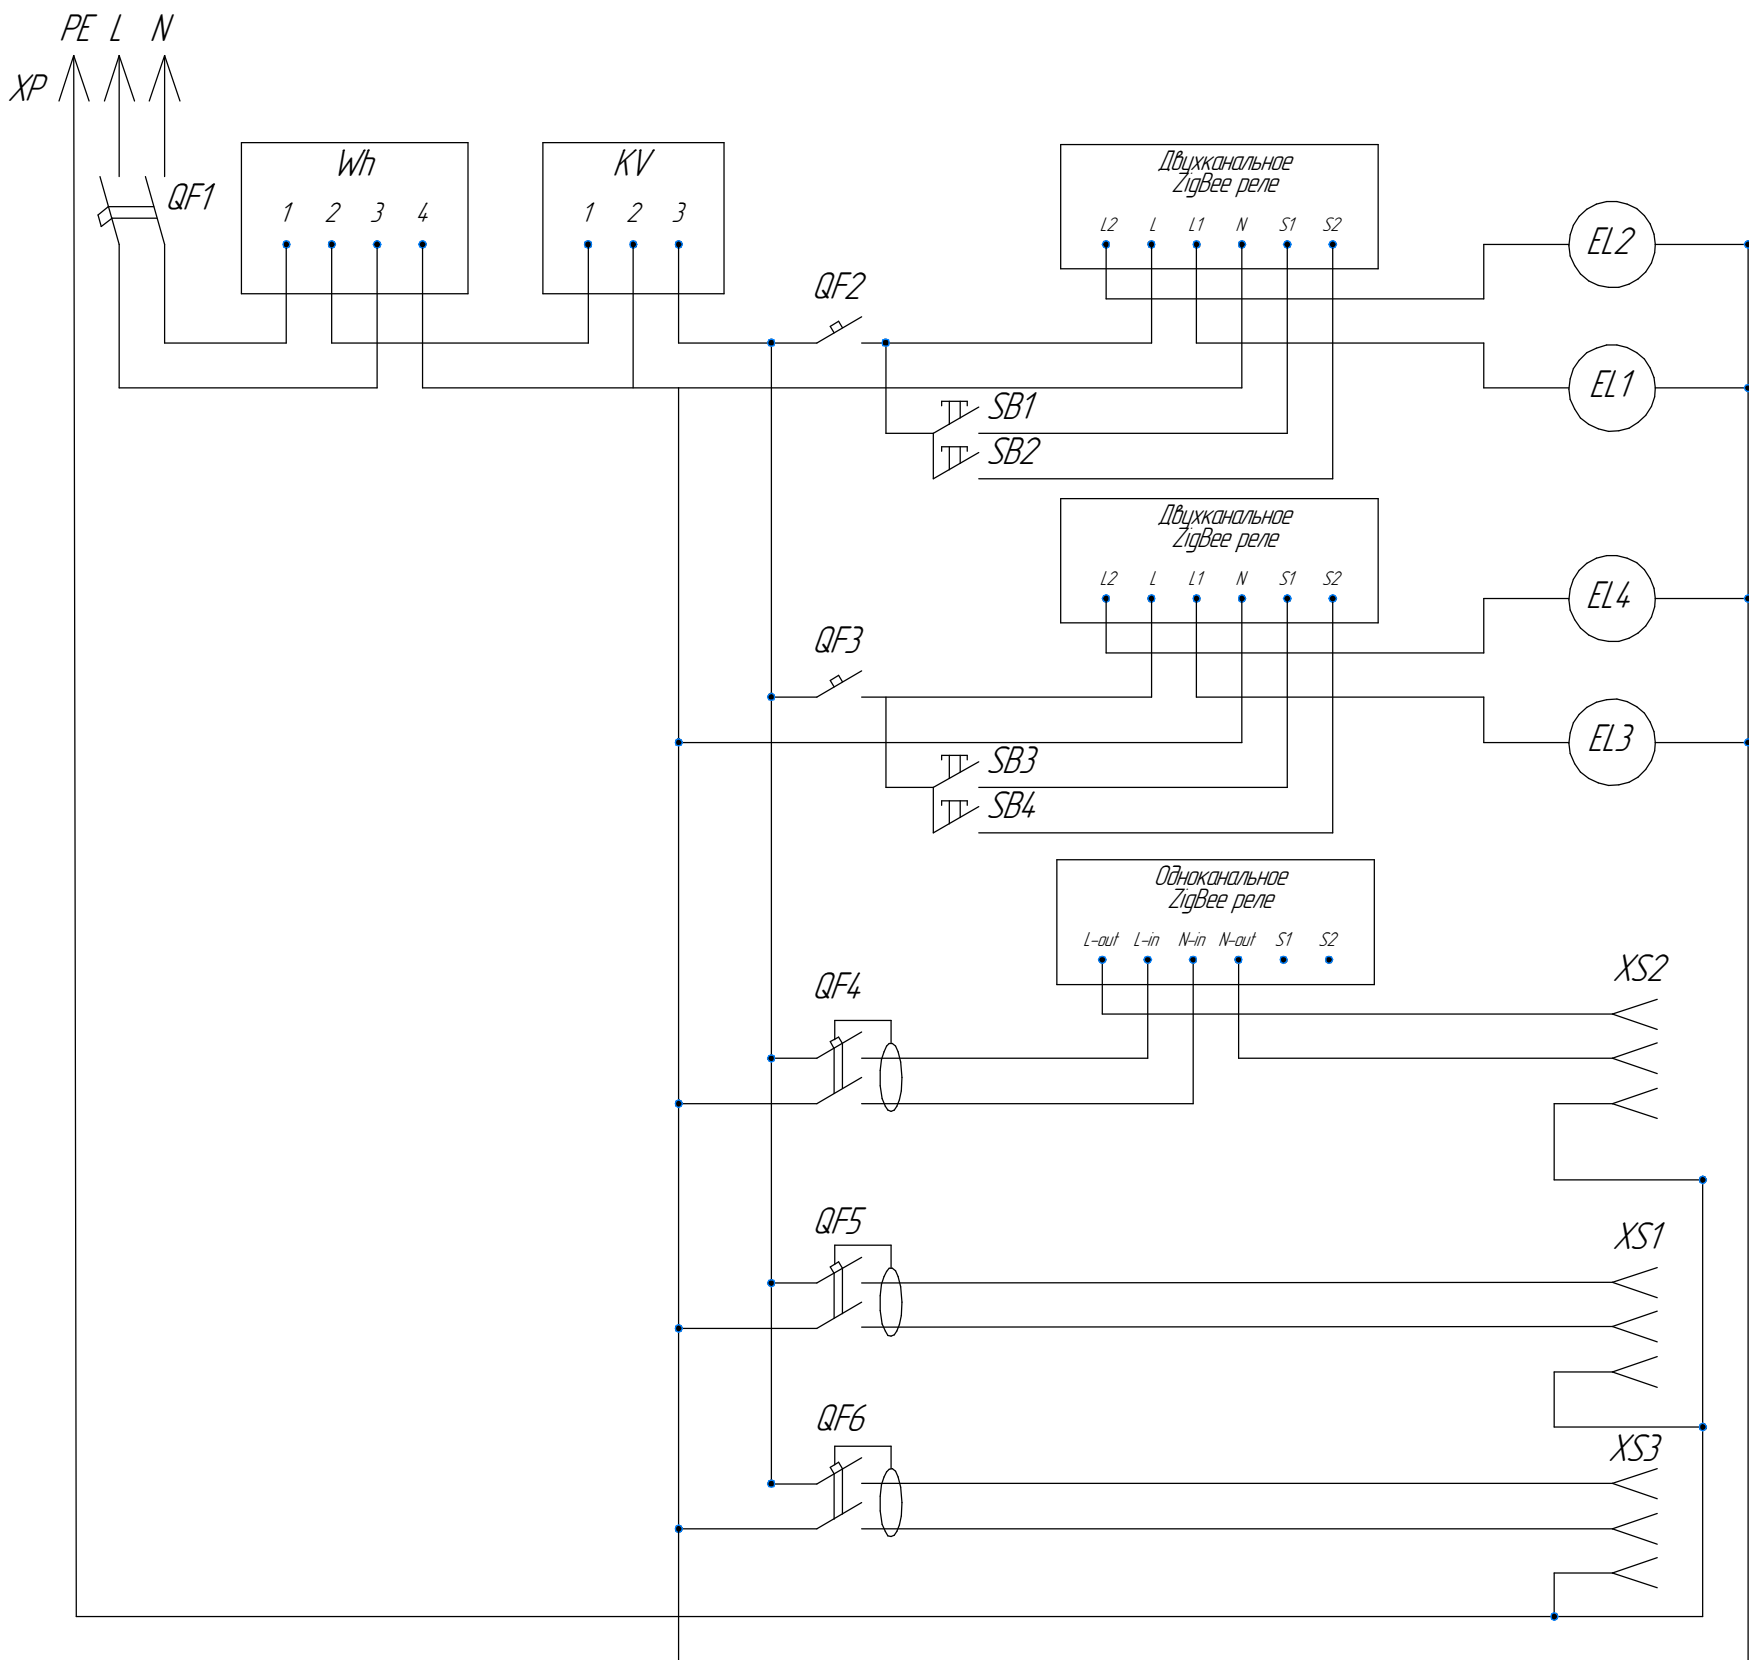 PE L N
XP
QF1
Wh
1 2 3 4
KV
1 2 3
Двухканальное
ZigBee реле
L2 L L1 N S1 S2
EL2
QF2
EL1
SB1
SB2
Двухканальное
ZigBee реле
L2 L L1 N S1 S2
EL4
QF3
EL3
SB3
SB4
Одноканальное
ZigBee реле
L-out L-in N-in N-out S1 S2
XS2
QF4
QF5
XS1
QF6
XS3